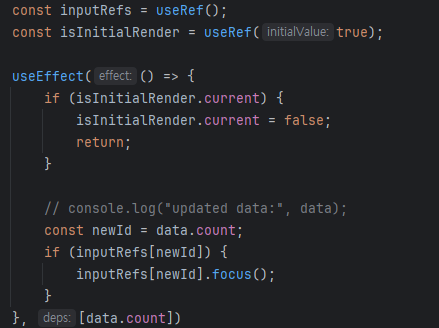 const inputRefs = useRef();
const isInitialRender = useRef( initialValue: true);
useEffect( effect: () => {
if (isInitialRender.current) {
isInitialRender.current = false;
return;
}
// console.log("updated data:", data);
const newId = data.count;
if (inputRefs[newId]) {
inputRefs[newId].focus();
}
}, deps: [data.count])